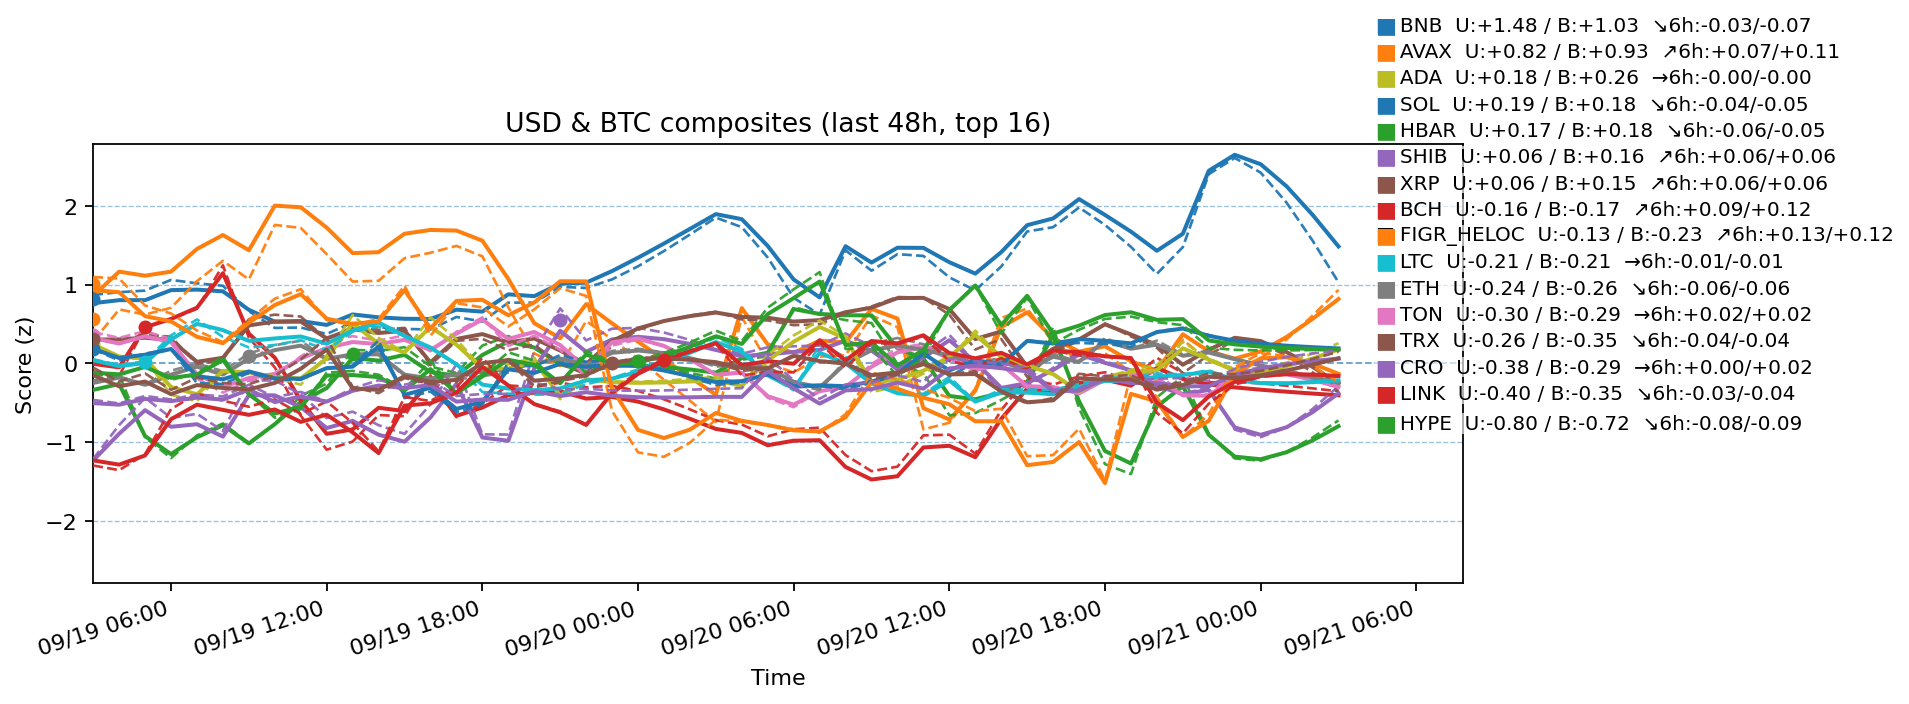 BNB U:+1.48 / B:+1.03 ↘6h:-0.03/-0.07
AVAX U:+0.82 / B:+0.93 ↗6h:+0.07/+0.11
ADA U:+0.18 / B:+0.26 →6h:-0.00/-0.00
SOL U:+0.19 / B:+0.18 ↘6h:-0.04/-0.05
HBAR U:+0.17 / B:+0.18 ↘6h:-0.06/-0.05
SHIB U:+0.06 / B:+0.16 ↗6h:+0.06/+0.06
XRP U:+0.06 / B:+0.15 ↗6h:+0.06/+0.06
BCH U:-0.16 / B:-0.17 ↗6h:+0.09/+0.12
FIGR_HELOC U:-0.13 / B:-0.23 ↗6h:+0.13/+0.12
LTC U:-0.21 / B:-0.21 →6h:-0.01/-0.01
ETH U:-0.24 / B:-0.26 ↘6h:-0.06/-0.06
TON U:-0.30 / B:-0.29 →6h:+0.02/+0.02
TRX U:-0.26 / B:-0.35 ↘6h:-0.04/-0.04
CRO U:-0.38 / B:-0.29 →6h:+0.00/+0.02
LINK U:-0.40 / B:-0.35 ↘6h:-0.03/-0.04
HYPE U:-0.80 / B:-0.72 ↘6h:-0.08/-0.09
USD & BTC composites (last 48h, top 16)
Score (z)
2
1
0
−1
−2
09/19 06:00
09/19 12:00
09/19 18:00
09/20 00:00
09/20 06:00
09/20 12:00
09/20 18:00
09/21 00:00
09/21 06:00
Time